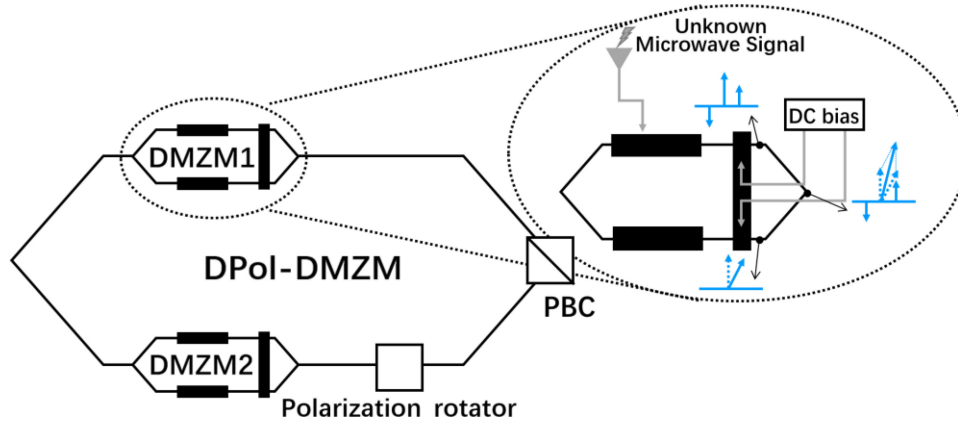 Unknown
Microwave Signal
DC bias
DMZM1
DPol-DMZM
PBC
DMZM2
Polarization rotator